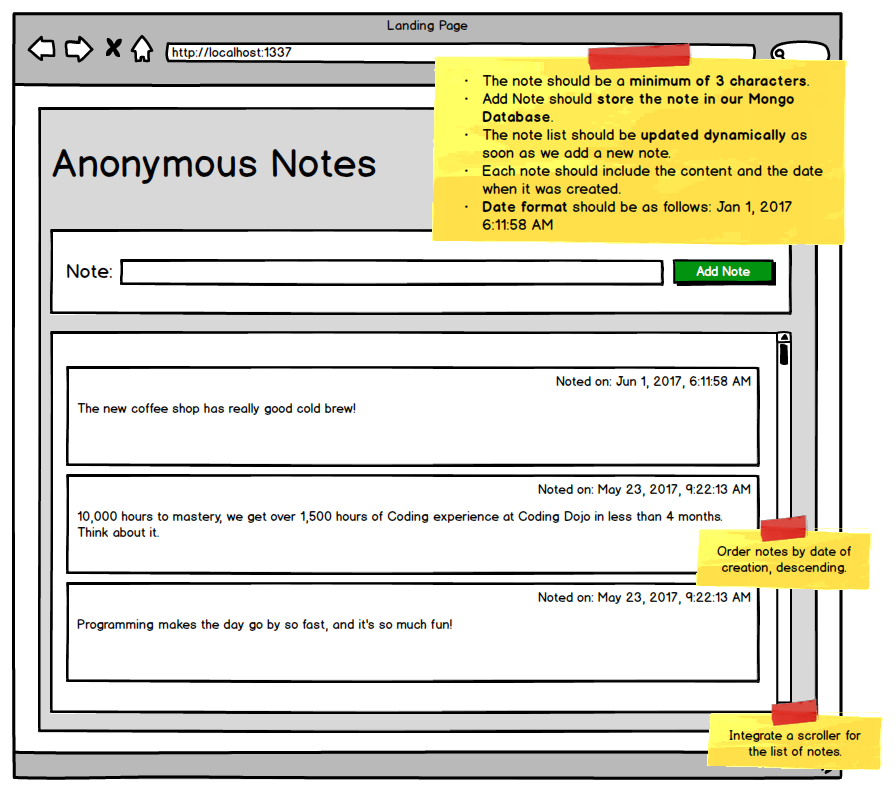 Landing Page
http://localhost:1337
· The note should be a minimum of 3 characters.
· Add Note should store the note in our Mongo
Database.
· The note list should be updated dynamically as
soon as we add a new note.
· Each note should include the content and the date
when it was created.
· Date format should be as follows: Jan 1, 2017
6:11:58 AM
Anonymous Notes
Note:
Add Note
Noted on: Jun 1, 2017, 6:11:58 AM
The new coffee shop has really good cold brew!
Noted on: May 23, 2017, 9:22:13 AM
10,000 hours to mastery, we get over 1,500 hours of Coding experience at Coding Dojo in less than 4 months.
Think about it.
Order notes by date of
creation, descending.
Noted on: May 23, 2017, 9:22:13 AM
Programming makes the day go by so fast, and it's so much fun!
Integrate a scroller for
the list of notes.